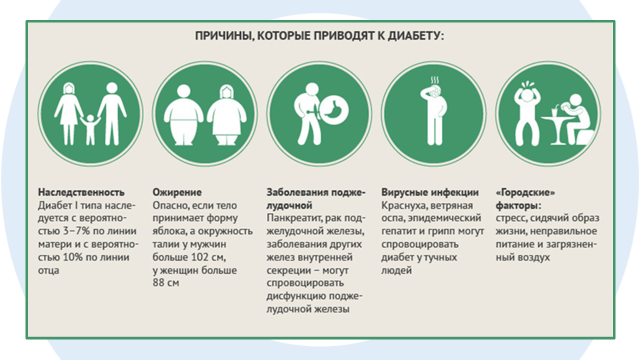 ПРИЧИНЫ, КОТОРЫЕ ПРИВОДЯТ К ДИАБЕТУ:
Наследственность
Диабет I типа насле-
дуется с вероятно-
стью 3–7% по линии
матери и с вероятно-
стью 10% по линии
отца
Ожирение
Опасно, если тело
принимает форму
яблока, а окружность
талии у мужчин
больше 102 см,
у женщин больше
88 см
Заболевания подже-
лудочной
Панкреатит, рак под-
желудочной железы,
заболевания других
желез внутренней
секреции – могут
спровоцировать
дисфункцию подже-
лудочной железы
Вирусные инфекции
Краснуха, ветряная
оспа, эпидемический
гепатит и грипп могут
спровоцировать
диабет у тучных
людей
«Городские»
факторы:
стресс, сидячий образ
жизни, неправильное
питание и загрязнен-
ный воздух